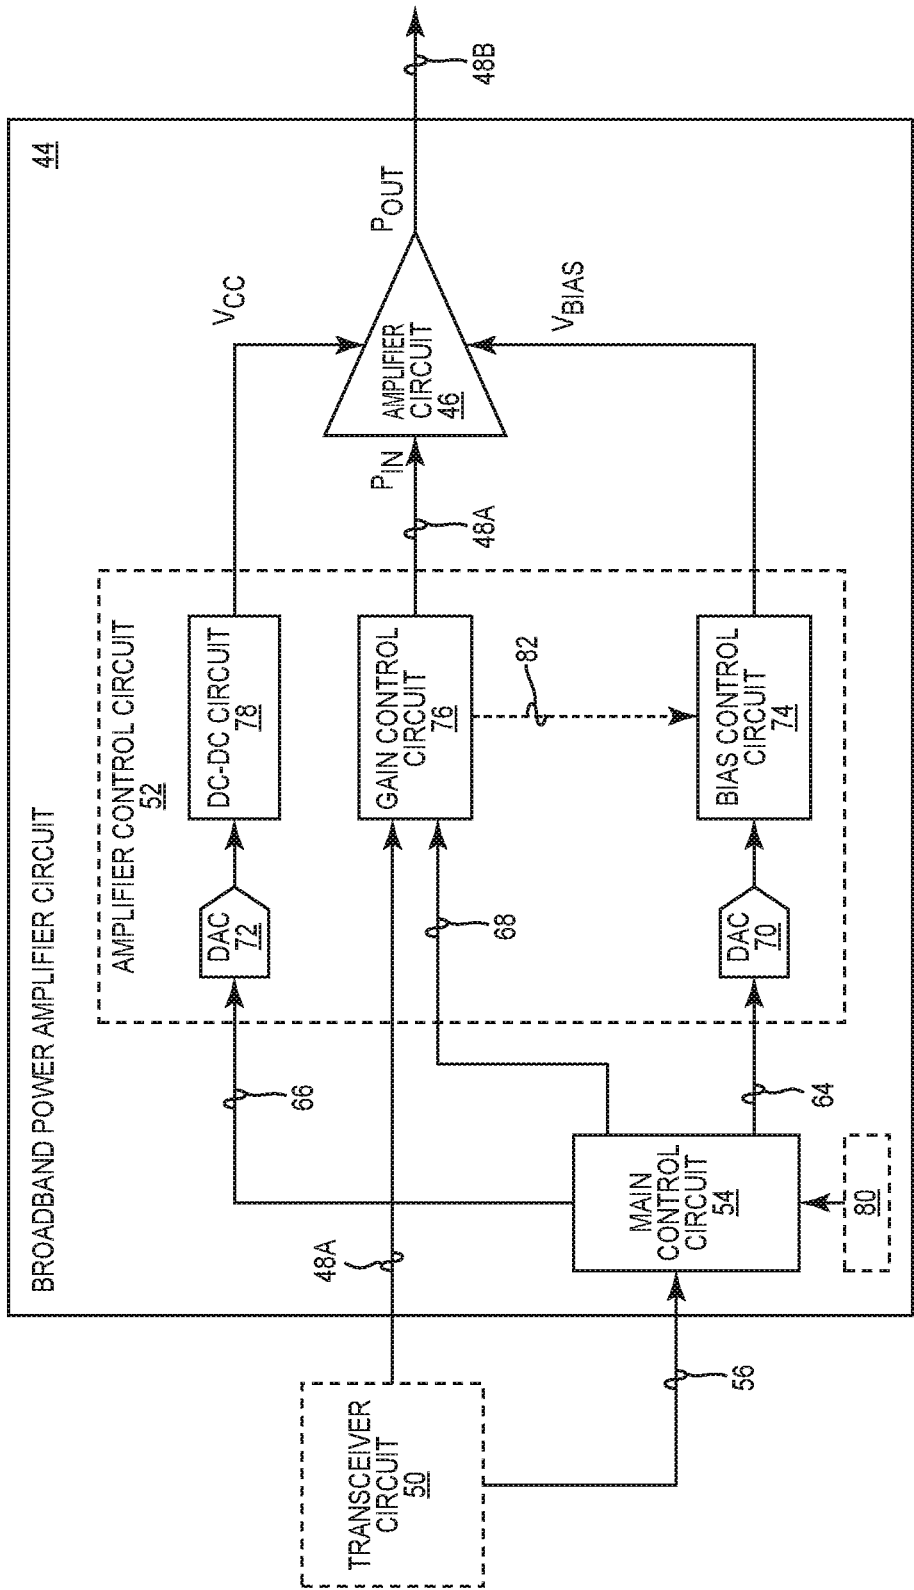 BROADBAND POWER AMPLIFIER CIRCUIT
44
AMPLIFIER CONTROL CIRCUIT
52
TRANSCEIVER
CIRCUIT
50
48A
56
MAIN
CONTROL
CIRCUIT
54
80
66
68
64
DAC
72
DC-DC CIRCUIT
78
GAIN CONTROL
CIRCUIT
76
82
DAC
70
BIAS CONTROL
CIRCUIT
74
48A
PIN
VCC
AMPLIFIER
CIRCUIT
46
VBIAS
POUT
48B